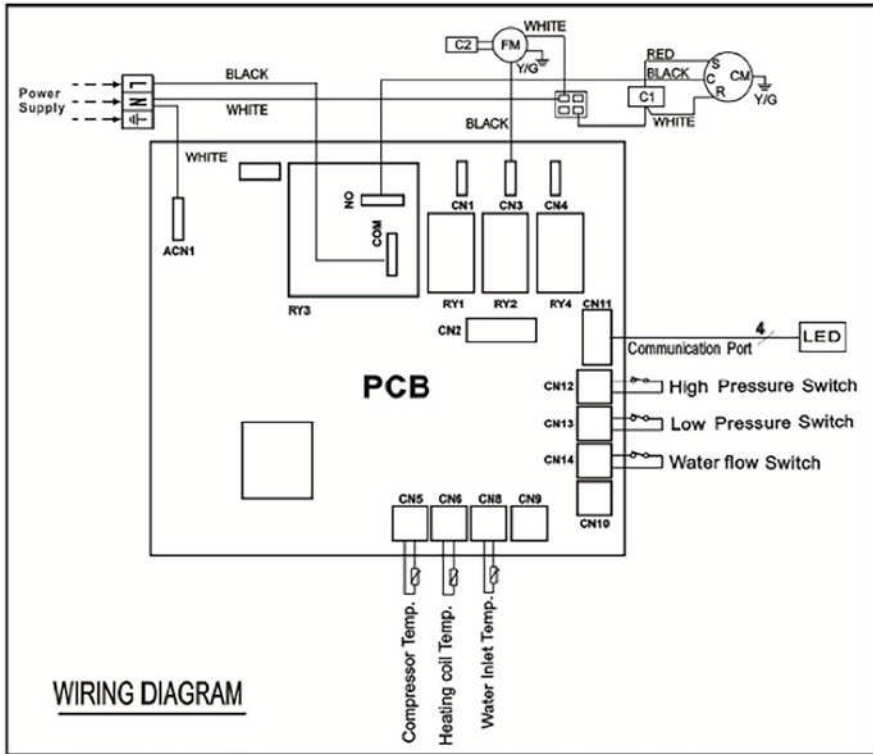 WHITE
C2
FM
Y/G
RED
S
BLACK
C
CM
C1
R
WHITE
Y/G
Power
Supply
L
N
BLACK
WHITE
BLACK
WHITE
ACN1
NO
COM
RY3
CN1
CN3
CN4
RY1
RY2
RY4
CN2
CN11
4
Communication Port
LED
PCB
CN12
High Pressure Switch
CN13
Low Pressure Switch
CN14
Water flow Switch
CN10
CN5
CN6
CN8
CN9
Compressor Temp.
Heating coil Temp.
Water Inlet Temp.
WIRING DIAGRAM